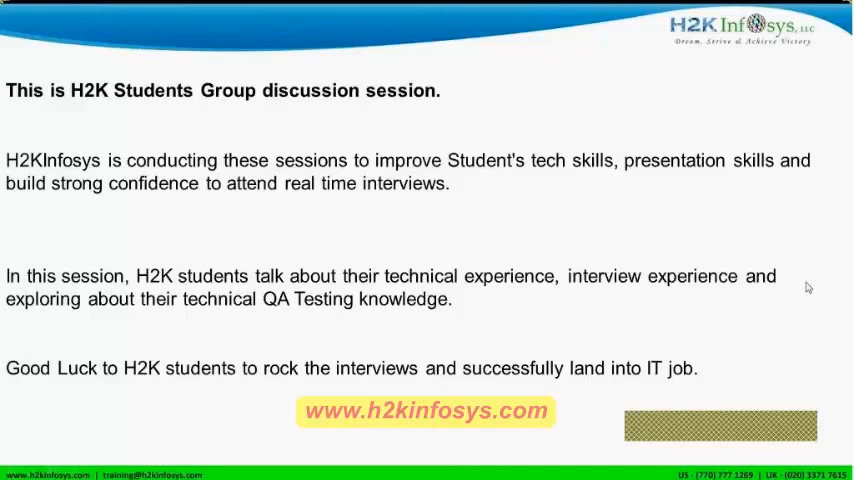 H2K Infosys, LLC
Dream, Strive & Achieve Victory
This is H2K Students Group discussion session.
H2KInfosys is conducting these sessions to improve Student's tech skills, presentation skills and
build strong confidence to attend real time interviews.
In this session, H2K students talk about their technical experience, interview experience and
exploring about their technical QA Testing knowledge.
Good Luck to H2K students to rock the interviews and successfully land into IT job.
www.h2kinfosys.com
www.h2kinfosys.com | training@h2kinfosys.com
US - (770) 777 1269 | UK - (020) 3371 7615